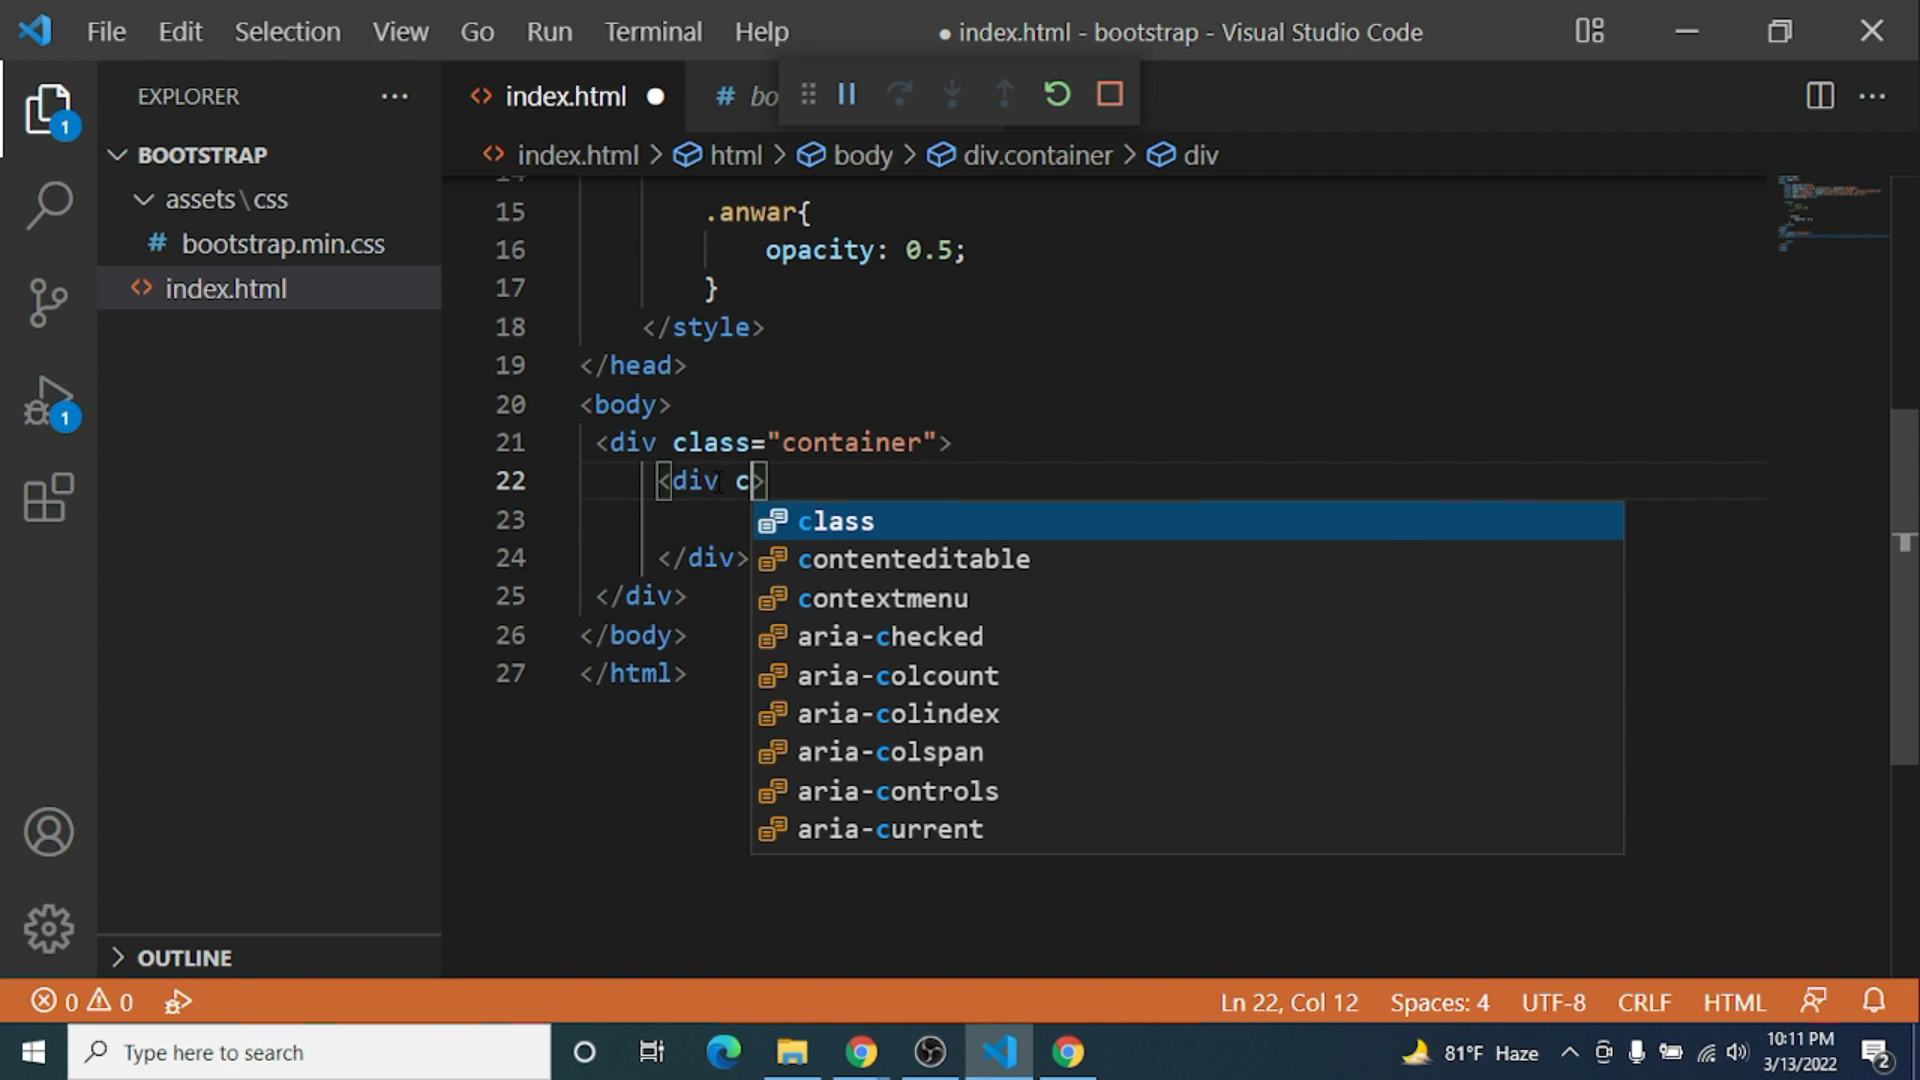 File Edit Selection View Go Run Terminal Help
● index.html - bootstrap - Visual Studio Code
EXPLORER
BOOTSTRAP
assets\css
# bootstrap.min.css
<> index.html
OUTLINE
<> index.html ●
# bo
<> index.html > html > body > div.container > div
15 .anwar{
16 opacity: 0.5;
17 }
18 </style>
19 </head>
20 <body>
21 <div class="container">
22 <div c>
23
24 </div>
25 </div>
26 </body>
27 </html>
class
contenteditable
contextmenu
aria-checked
aria-colcount
aria-colindex
aria-colspan
aria-controls
aria-current
1
1
0 0
Ln 22, Col 12 Spaces: 4 UTF-8 CRLF HTML
Type here to search
81°F Haze
10:11 PM
3/13/2022
2